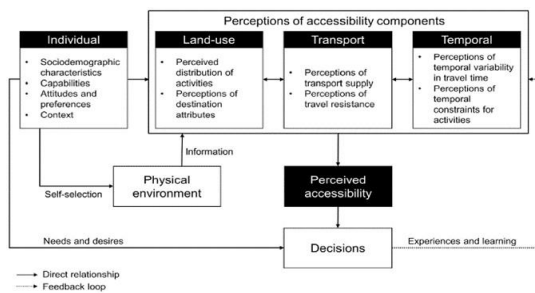 Perceptions of accessibility components
Individual
• Sociodemographic
characteristics
• Capabilities
• Attitudes and
preferences
• Context
Land-use
• Perceived
distribution of
activities
• Perceptions of
destination
attributes
Transport
• Perceptions of
transport supply
• Perceptions of
travel resistance
Temporal
• Perceptions of
temporal variability
in travel time
• Perceptions of
temporal
constraints for
activities
Information
Self-selection
Physical
environment
Perceived
accessibility
Needs and desires
Decisions
Experiences and learning
Direct relationship
Feedback loop